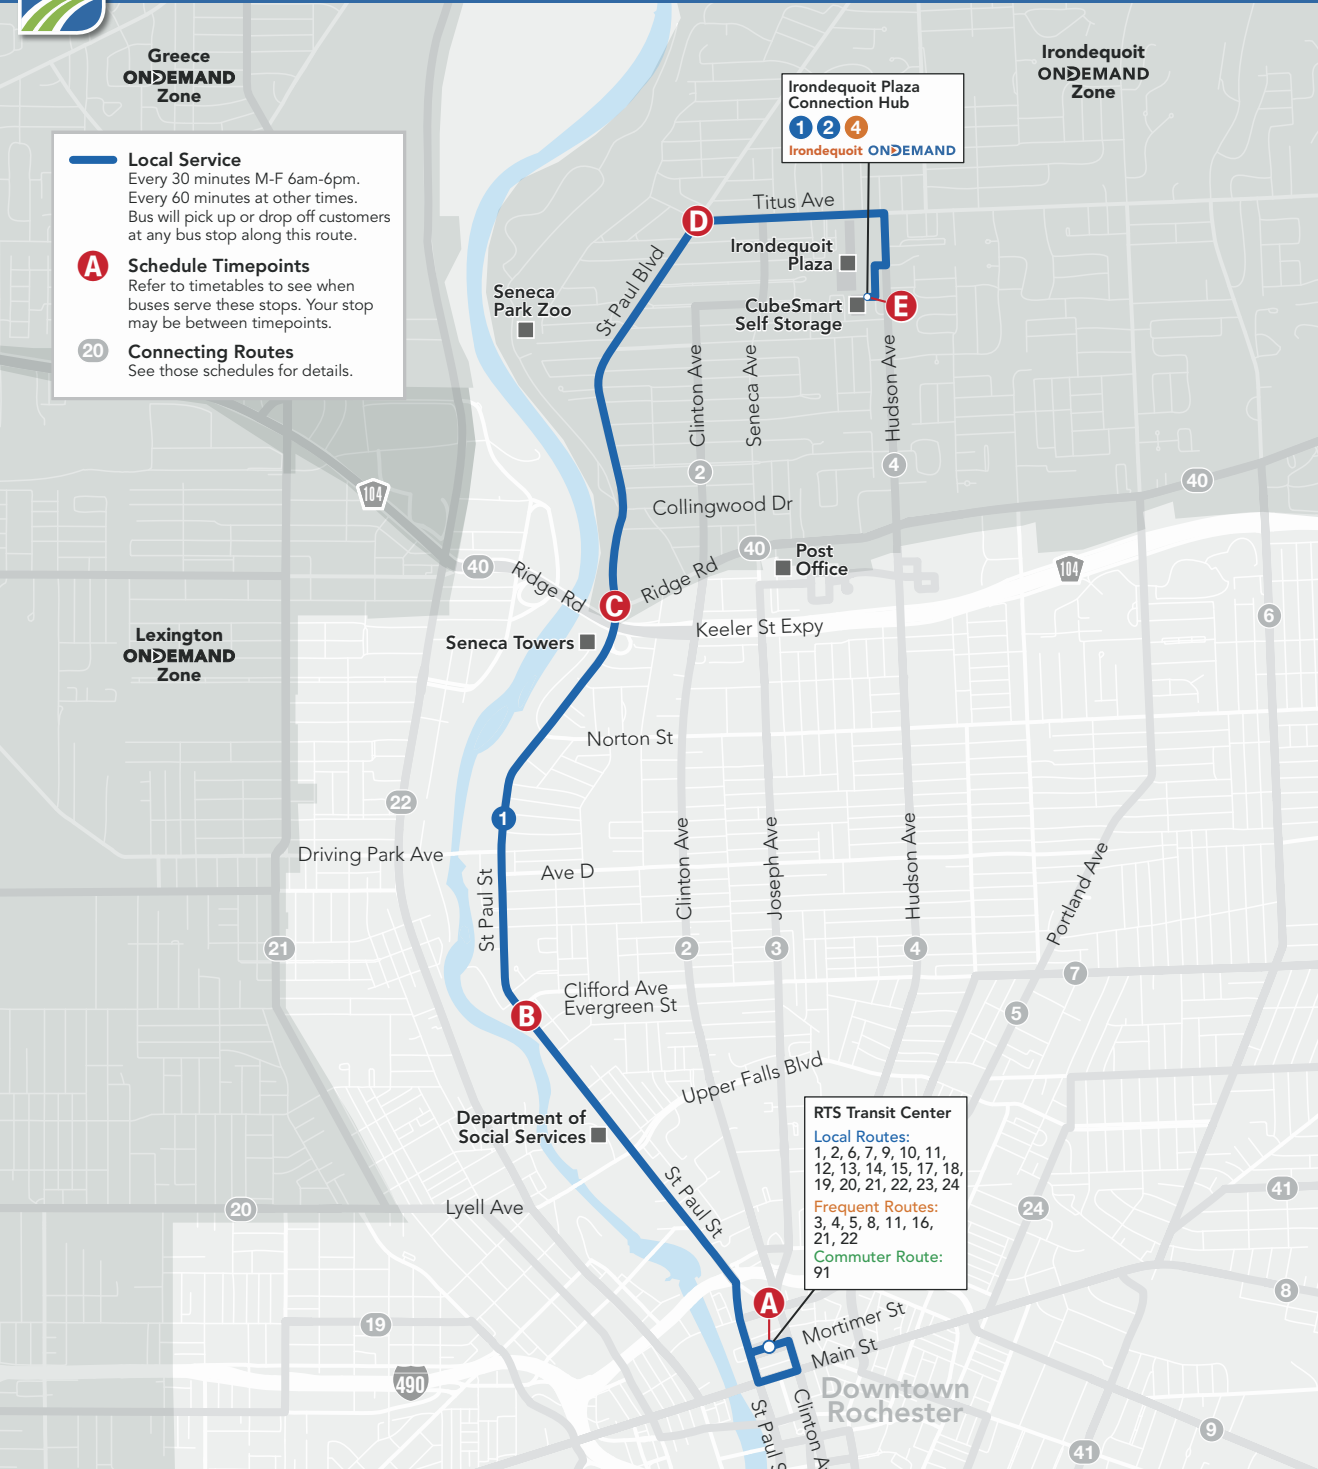 Greece
ONDEMAND
Zone
Irondequoit
ONDEMAND
Zone
Irondequoit Plaza
Connection Hub
1 2 4
Irondequoit ONDEMAND
Local Service
Every 30 minutes M-F 6am-6pm.
Every 60 minutes at other times.
Bus will pick up or drop off customers
at any bus stop along this route.
A
Schedule Timepoints
Refer to timetables to see when
buses serve these stops. Your stop
may be between timepoints.
20
Connecting Routes
See those schedules for details.
Titus Ave
D
Irondequoit
Plaza
St Paul Blvd
Seneca
Park Zoo
CubeSmart
Self Storage
E
Clinton Ave
Seneca Ave
Hudson Ave
2
4
40
104
Collingwood Dr
40
Post
Office
40
Ridge Rd
Ridge Rd
104
C
6
Keeler St Expy
Seneca Towers
Lexington
ONDEMAND
Zone
Norton St
22
1
Driving Park Ave
Ave D
St Paul St
Clinton Ave
Joseph Ave
Hudson Ave
Portland Ave
21
2
3
4
7
Clifford Ave
Evergreen St
B
5
Upper Falls Blvd
Department of
Social Services
RTS Transit Center
Local Routes:
1, 2, 6, 7, 9, 10, 11,
12, 13, 14, 15, 17, 18,
19, 20, 21, 22, 23, 24
Frequent Routes:
3, 4, 5, 8, 11, 16,
21, 22
Commuter Route:
91
St Paul St
Lyell Ave
20
24
41
8
A
19
Mortimer St
Main St
490
Downtown
Rochester
St Paul S
Clinton A
9
41